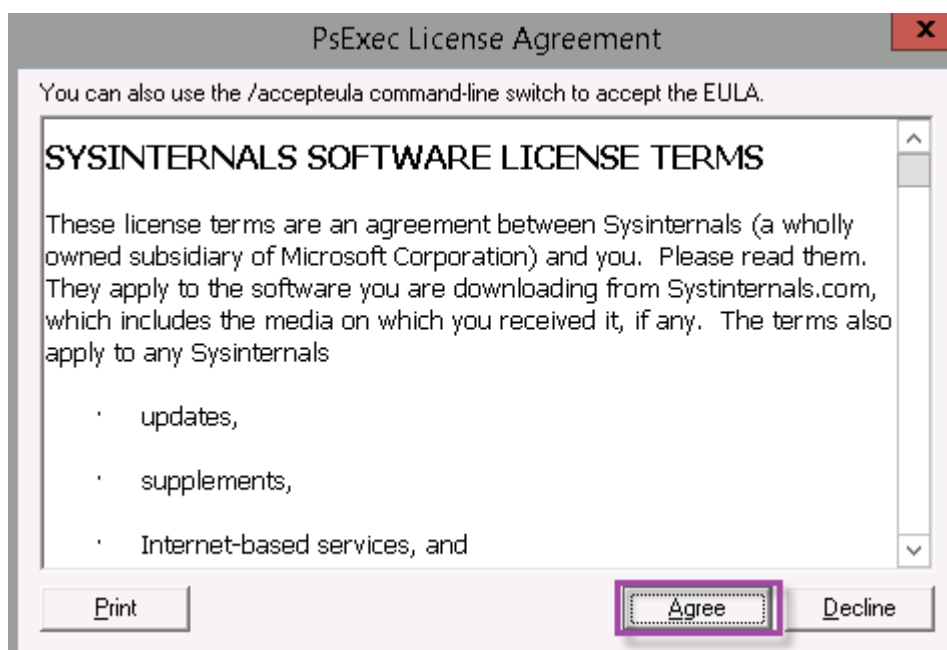 PsExec License Agreement
x
You can also use the /accepteula command-line switch to accept the EULA.
SYSINTERNALS SOFTWARE LICENSE TERMS
These license terms are an agreement between Sysinternals (a wholly
owned subsidiary of Microsoft Corporation) and you.  Please read them.
They apply to the software you are downloading from Systinternals.com,
which includes the media on which you received it, if any.  The terms also
apply to any Sysinternals
· updates,
· supplements,
· Internet-based services, and
Print Agree Decline